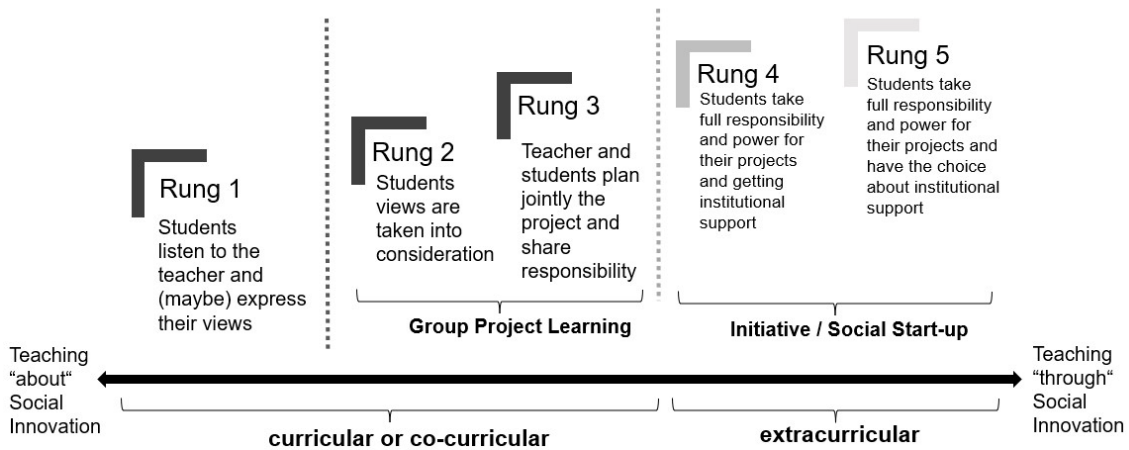 Rung 1
Students
listen to the
teacher and
(maybe) express
their views
Rung 2
Students
views are
taken into
consideration
Rung 3
Teacher and
students plan
jointly the
project and
share
responsibility
Group Project Learning
Rung 4
Students take
full responsibility
and power for
their projects
and getting
institutional
support
Rung 5
Students take
full responsibility
and power for
their projects and
have the choice
about institutional
support
Initiative / Social Start-up
Teaching
"about“
Social
Innovation
Teaching
"through“
Social
Innovation
curricular or co-curricular
extracurricular